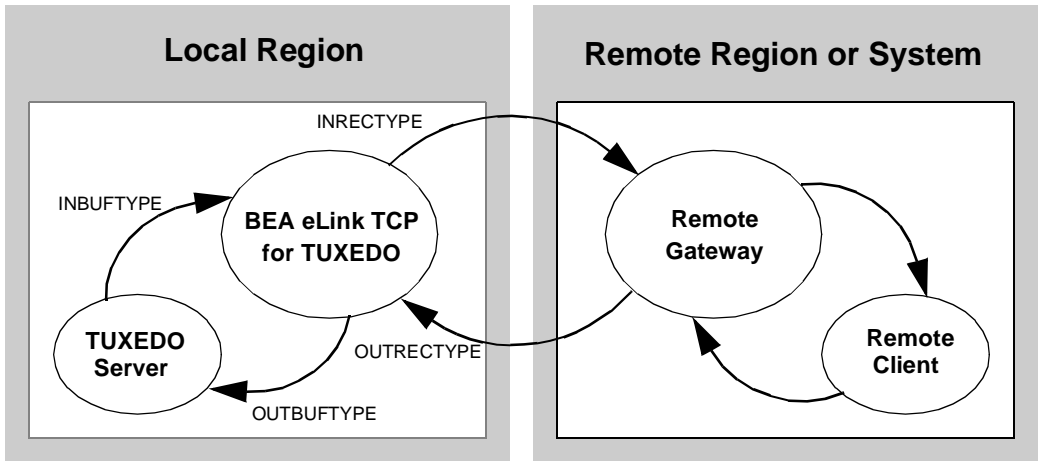 Local Region
Remote Region or System
INRECTYPE
INBUFTYPE
BEA eLink TCP
for TUXEDO
Remote
Gateway
TUXEDO
Server
OUTRECTYPE
Remote
Client
OUTBUFTYPE